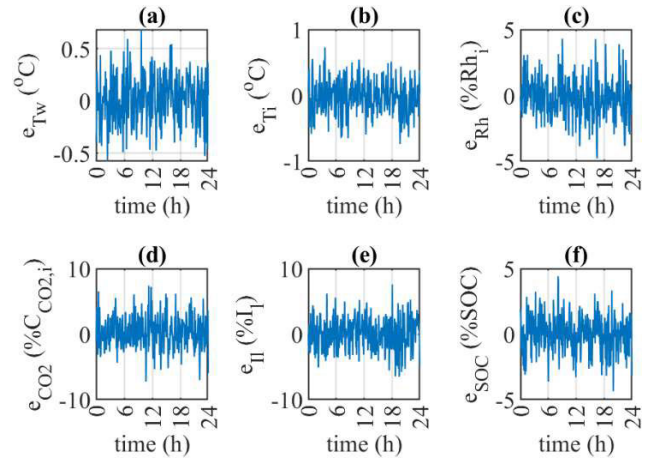 (a)
e_Tw (°C)
0.5
0
-0.5
0 6 12 18 24
time (h)
(b)
e_Ti (°C)
1
0
-1
0 6 12 18 24
time (h)
(c)
e_Rh (%Rh,i)
5
0
-5
0 6 12 18 24
time (h)
(d)
e_CO2 (%C_CO2,i)
10
0
-10
0 6 12 18 24
time (h)
(e)
e_Il (%I_l)
10
0
-10
0 6 12 18 24
time (h)
(f)
e_SOC (%SOC)
5
0
-5
0 6 12 18 24
time (h)